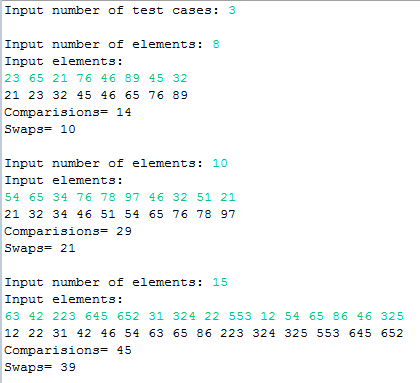 Input number of test cases: 3
Input number of elements: 8
Input elements:
23 65 21 76 46 89 45 32
21 23 32 45 46 65 76 89
Comparisions= 14
Swaps= 10
Input number of elements: 10
Input elements:
54 65 34 76 78 97 46 32 51 21
21 32 34 46 51 54 65 76 78 97
Comparisions= 29
Swaps= 21
Input number of elements: 15
Input elements:
63 42 223 645 652 31 324 22 553 12 54 65 86 46 325
12 22 31 42 46 54 63 65 86 223 324 325 553 645 652
Comparisions= 45
Swaps= 39